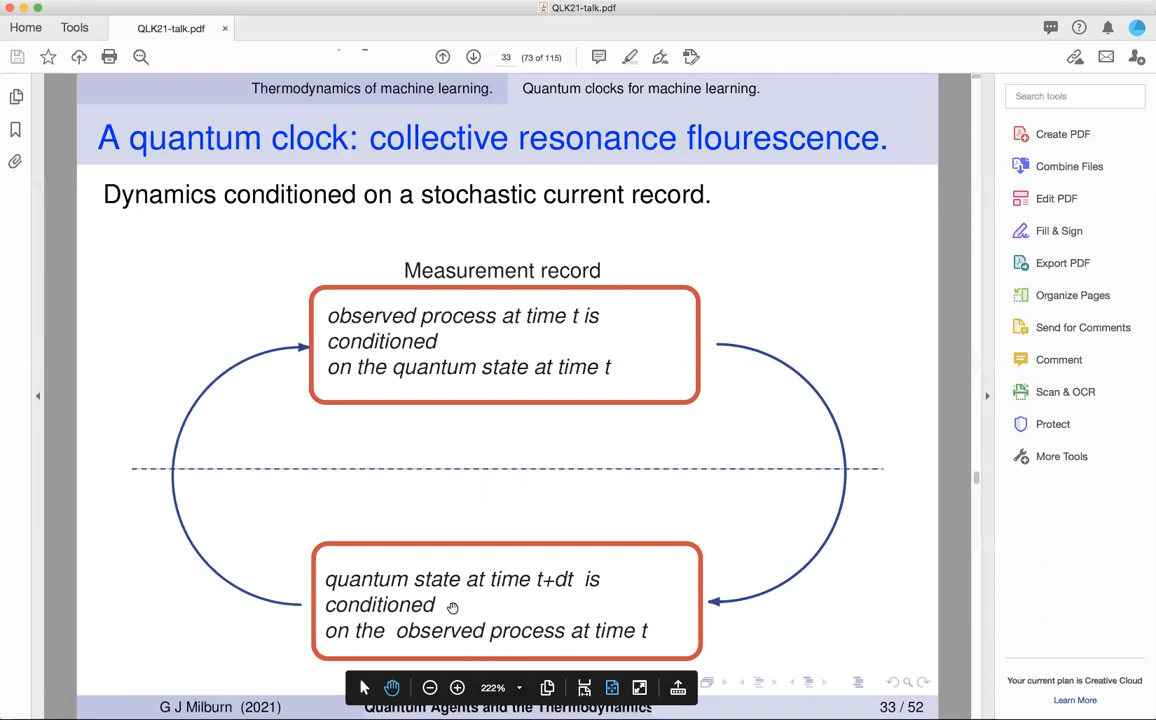 QLK21-talk.pdf
Home
Tools
QLK21-talk.pdf
×
33
(73 of 115)
Thermodynamics of machine learning.
Quantum clocks for machine learning.
A quantum clock: collective resonance flourescence.
Dynamics conditioned on a stochastic current record.
Measurement record
observed process at time t is
conditioned
on the quantum state at time t
quantum state at time t+dt is
conditioned
on the observed process at time t
222%
G J Milburn (2021)
Quantum Agents and the Thermodynamics
33 / 52
Search tools
Create PDF
Combine Files
Edit PDF
Fill & Sign
Export PDF
Organize Pages
Send for Comments
Comment
Scan & OCR
Protect
More Tools
Your current plan is Creative Cloud
Learn More